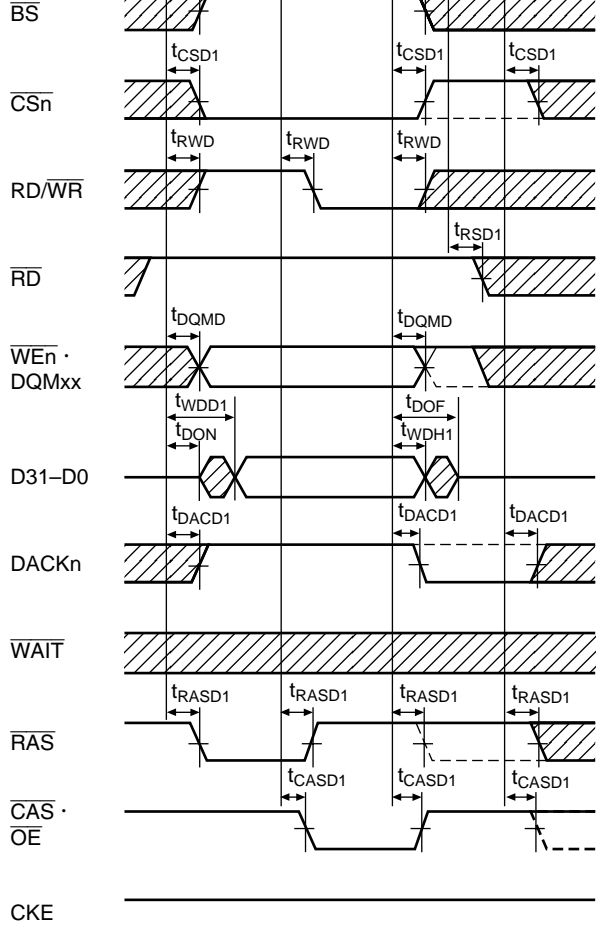 BS
tCSD1 tCSD1 tCSD1
CSn
tRWD tRWD tRWD
RD/WR
tRSD1
RD
tDQMD tDQMD
WEn ·
DQMxx
tWDD1 tDOF
tDON tWDH1
D31–D0
tDACD1 tDACD1 tDACD1
DACKn
WAIT
tRASD1 tRASD1 tRASD1 tRASD1
RAS
tCASD1 tCASD1 tCASD1
CAS ·
OE
CKE